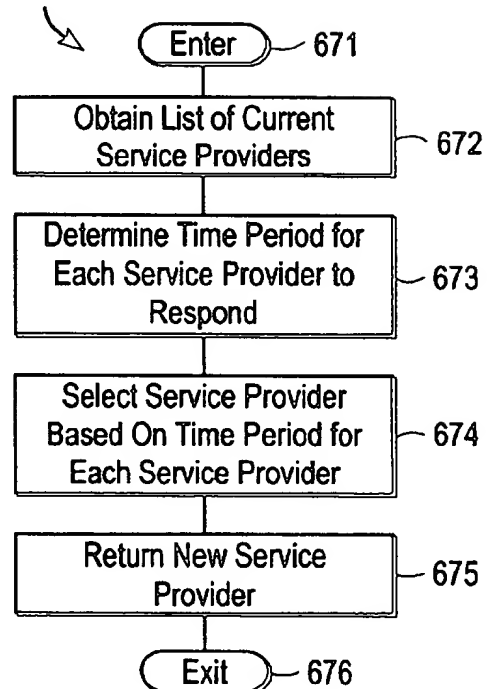 Enter 671
Obtain List of Current
Service Providers
672
Determine Time Period for
Each Service Provider to
Respond
673
Select Service Provider
Based On Time Period for
Each Service Provider
674
Return New Service
Provider
675
Exit 676